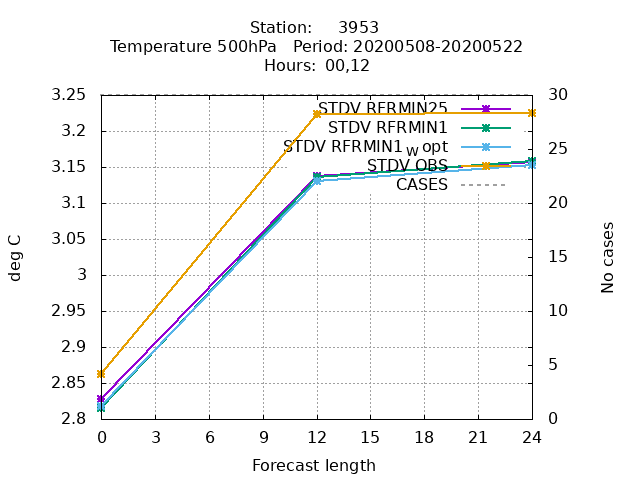 Station:     3953
Temperature 500hPa   Period: 20200508-20200522
Hours: 00,12
3.25
3.2
3.15
3.1
3.05
3
2.95
2.9
2.85
2.8
30
25
20
15
10
5
0
deg C
No cases
STDV RFRMIN25
STDV RFRMIN1
STDV RFRMIN1 w opt
STDV OBS
CASES
0 3 6 9 12 15 18 21 24
Forecast length